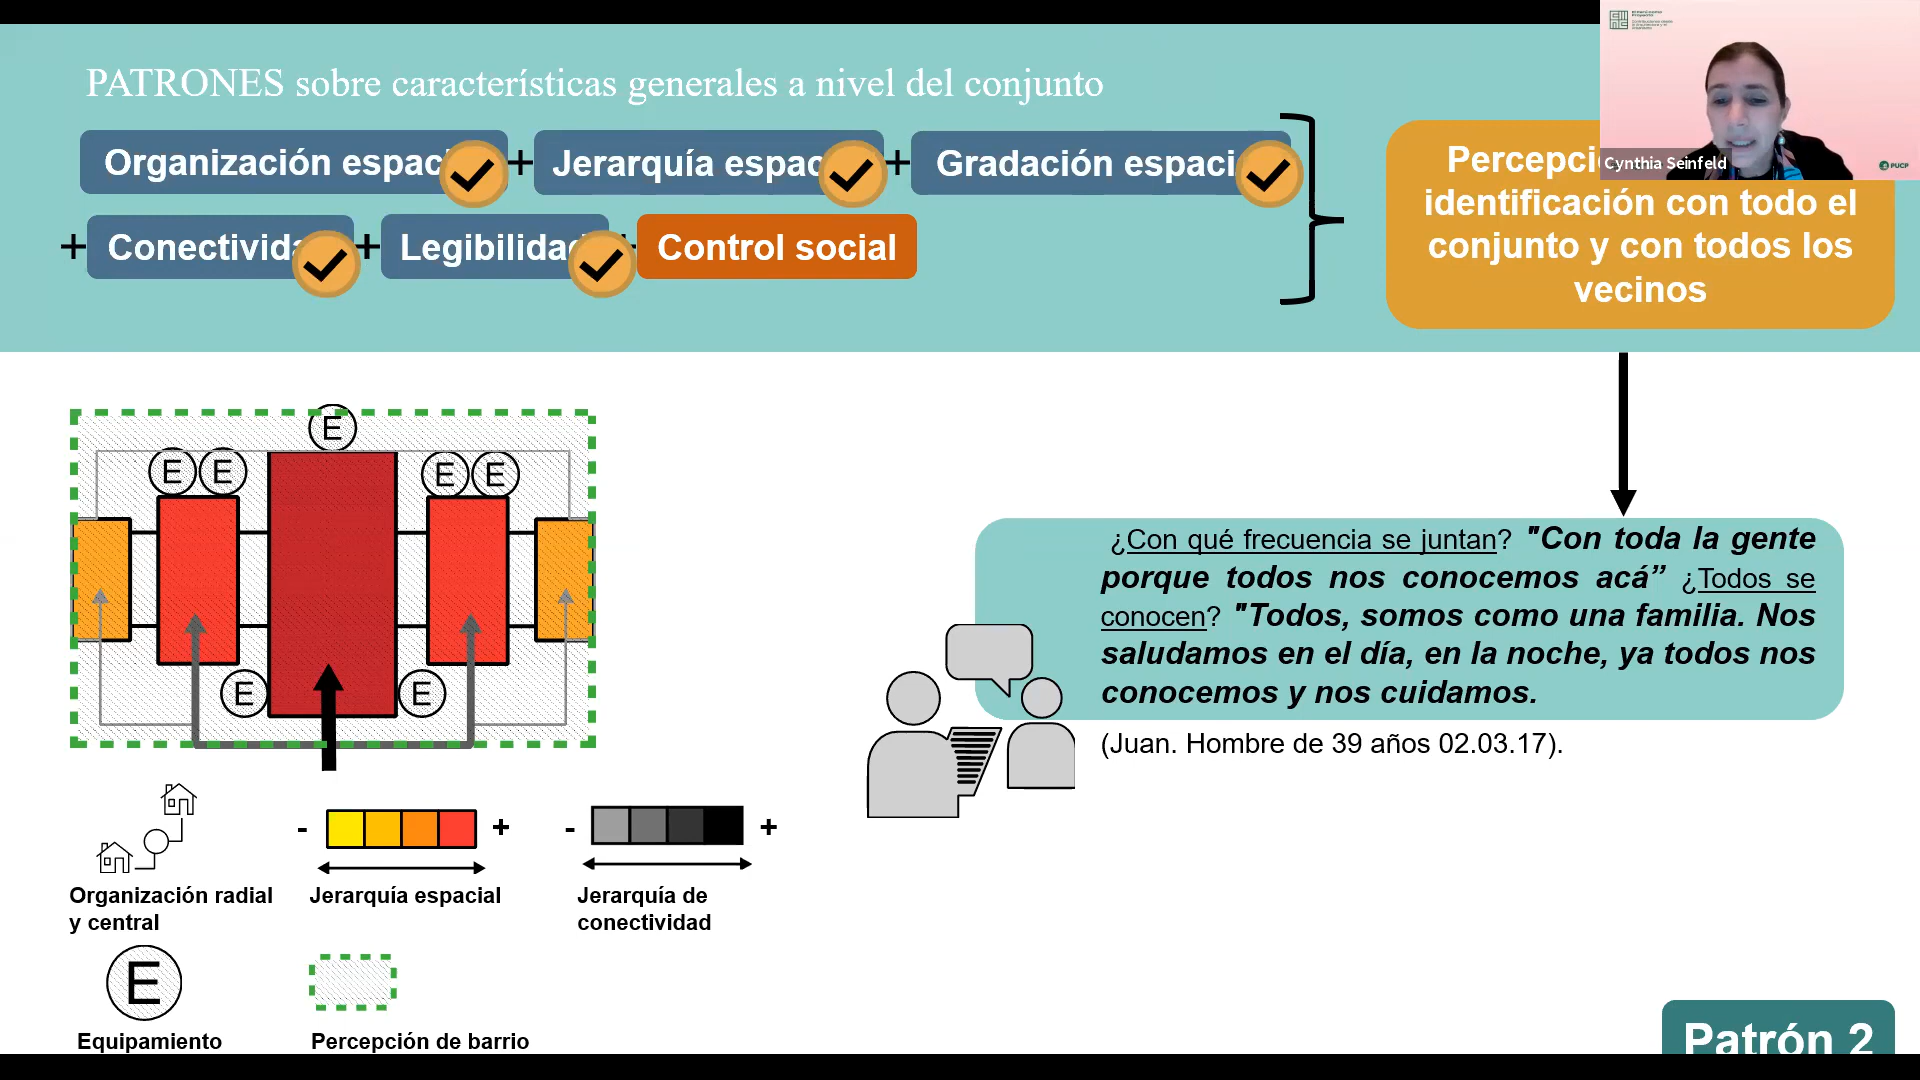 PATRONES sobre características generales a nivel del conjunto
Organización espac + Jerarquía espac + Gradación espaci
+ Conectivida + Legibilidad Control social
Percepci
identificación con todo el
conjunto y con todos los
vecinos
Cynthia Seinfeld
PUCP
E
E E E E
E E
¿Con qué frecuencia se juntan? "Con toda la gente
porque todos nos conocemos acá” ¿Todos se
conocen? "Todos, somos como una familia. Nos
saludamos en el día, en la noche, ya todos nos
conocemos y nos cuidamos.
(Juan. Hombre de 39 años 02.03.17).
- +
- +
Organización radial
y central
Jerarquía espacial
Jerarquía de
conectividad
E
Equipamiento
Percepción de barrio
Patrón 2